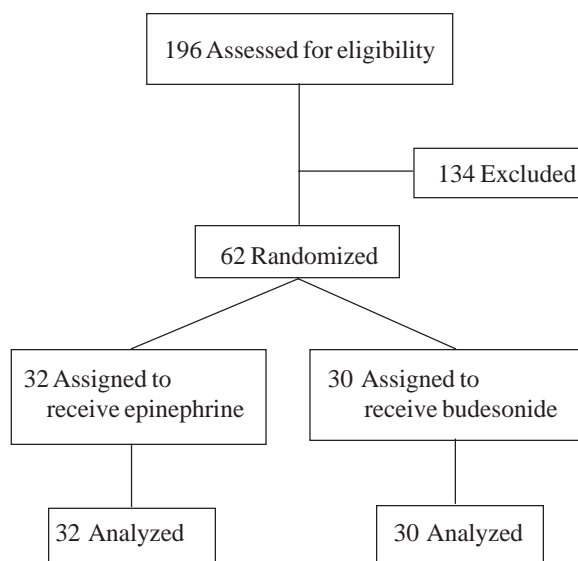 196 Assessed for eligibility
134 Excluded
62 Randomized
32 Assigned to
receive epinephrine
30 Assigned to
receive budesonide
32 Analyzed
30 Analyzed